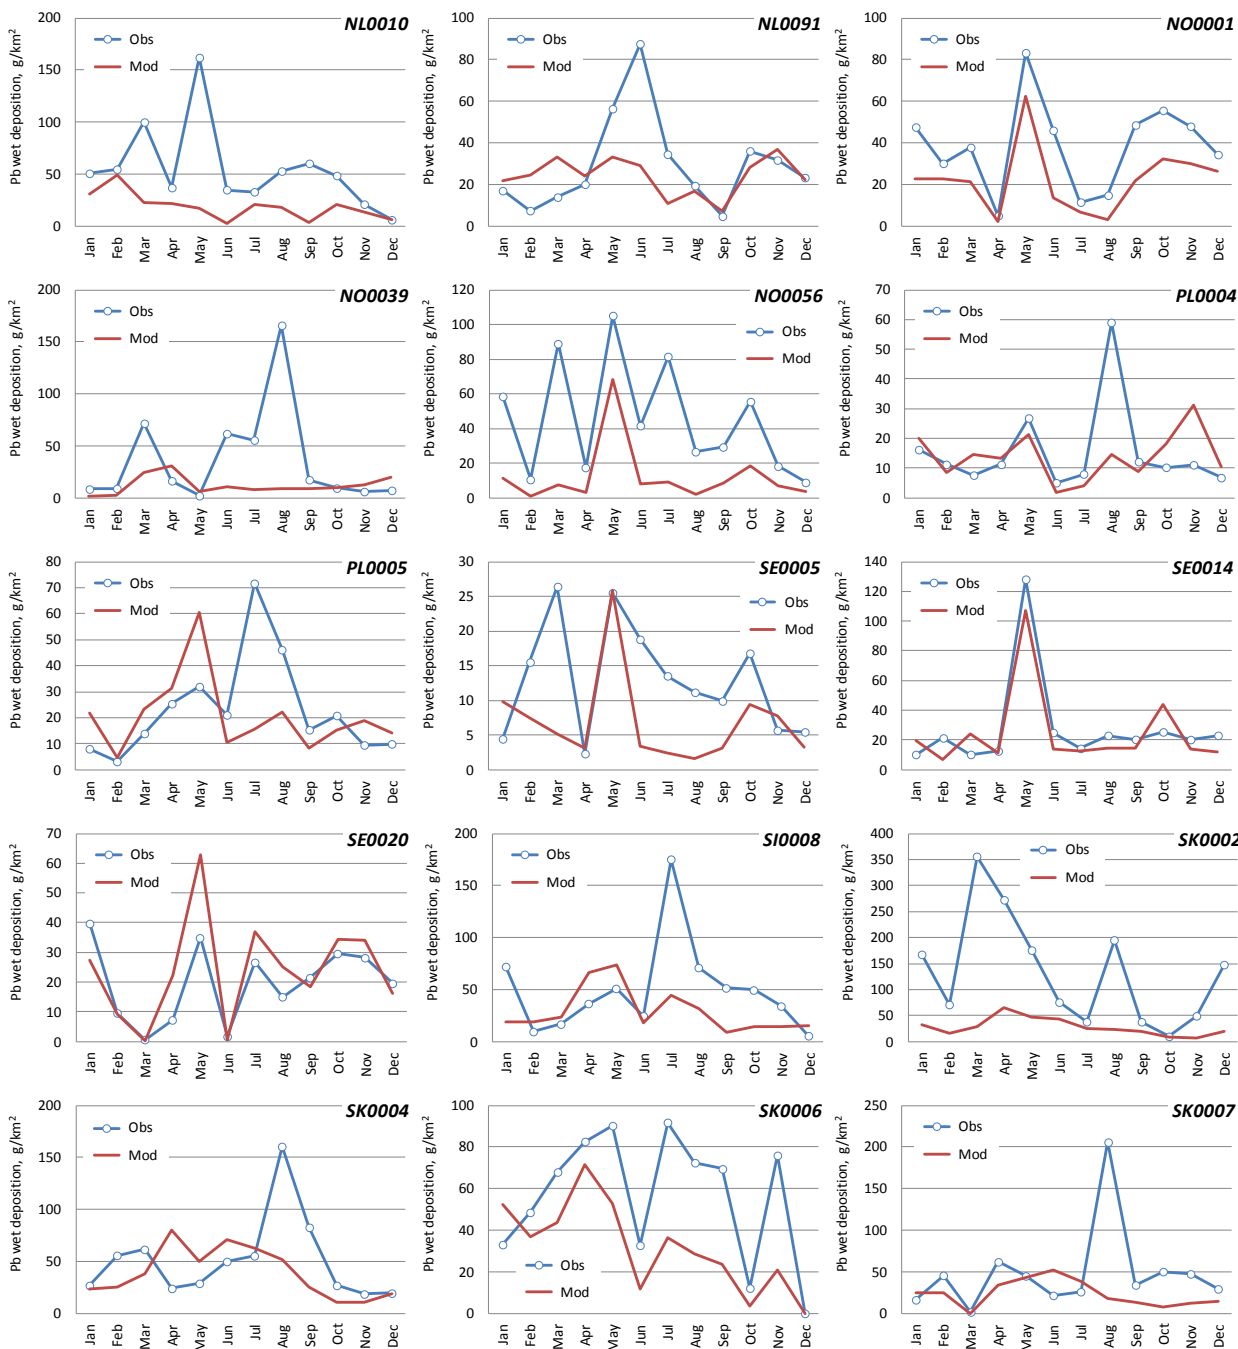 NL0010
Pb wet deposition, g/km²
200
150
100
50
0
Obs
Mod
Jan Feb Mar Apr May Jun Jul Aug Sep Oct Nov Dec
NL0091
Pb wet deposition, g/km²
100
80
60
40
20
0
Obs
Mod
Jan Feb Mar Apr May Jun Jul Aug Sep Oct Nov Dec
NO0001
Pb wet deposition, g/km²
100
80
60
40
20
0
Obs
Mod
Jan Feb Mar Apr May Jun Jul Aug Sep Oct Nov Dec
NO0039
Pb wet deposition, g/km²
200
150
100
50
0
Obs
Mod
Jan Feb Mar Apr May Jun Jul Aug Sep Oct Nov Dec
NO0056
Pb wet deposition, g/km²
120
100
80
60
40
20
0
Obs
Mod
Jan Feb Mar Apr May Jun Jul Aug Sep Oct Nov Dec
PL0004
Pb wet deposition, g/km²
70
60
50
40
30
20
10
0
Obs
Mod
Jan Feb Mar Apr May Jun Jul Aug Sep Oct Nov Dec
PL0005
Pb wet deposition, g/km²
80
70
60
50
40
30
20
10
0
Obs
Mod
Jan Feb Mar Apr May Jun Jul Aug Sep Oct Nov Dec
SE0005
Pb wet deposition, g/km²
30
25
20
15
10
5
0
Obs
Mod
Jan Feb Mar Apr May Jun Jul Aug Sep Oct Nov Dec
SE0014
Pb wet deposition, g/km²
140
120
100
80
60
40
20
0
Obs
Mod
Jan Feb Mar Apr May Jun Jul Aug Sep Oct Nov Dec
SE0020
Pb wet deposition, g/km²
70
60
50
40
30
20
10
0
Obs
Mod
Jan Feb Mar Apr May Jun Jul Aug Sep Oct Nov Dec
SI0008
Pb wet deposition, g/km²
200
150
100
50
0
Obs
Mod
Jan Feb Mar Apr May Jun Jul Aug Sep Oct Nov Dec
SK0002
Pb wet deposition, g/km²
400
350
300
250
200
150
100
50
0
Obs
Mod
Jan Feb Mar Apr May Jun Jul Aug Sep Oct Nov Dec
SK0004
Pb wet deposition, g/km²
200
150
100
50
0
Obs
Mod
Jan Feb Mar Apr May Jun Jul Aug Sep Oct Nov Dec
SK0006
Pb wet deposition, g/km²
100
80
60
40
20
0
Obs
Mod
Jan Feb Mar Apr May Jun Jul Aug Sep Oct Nov Dec
SK0007
Pb wet deposition, g/km²
250
200
150
100
50
0
Obs
Mod
Jan Feb Mar Apr May Jun Jul Aug Sep Oct Nov Dec